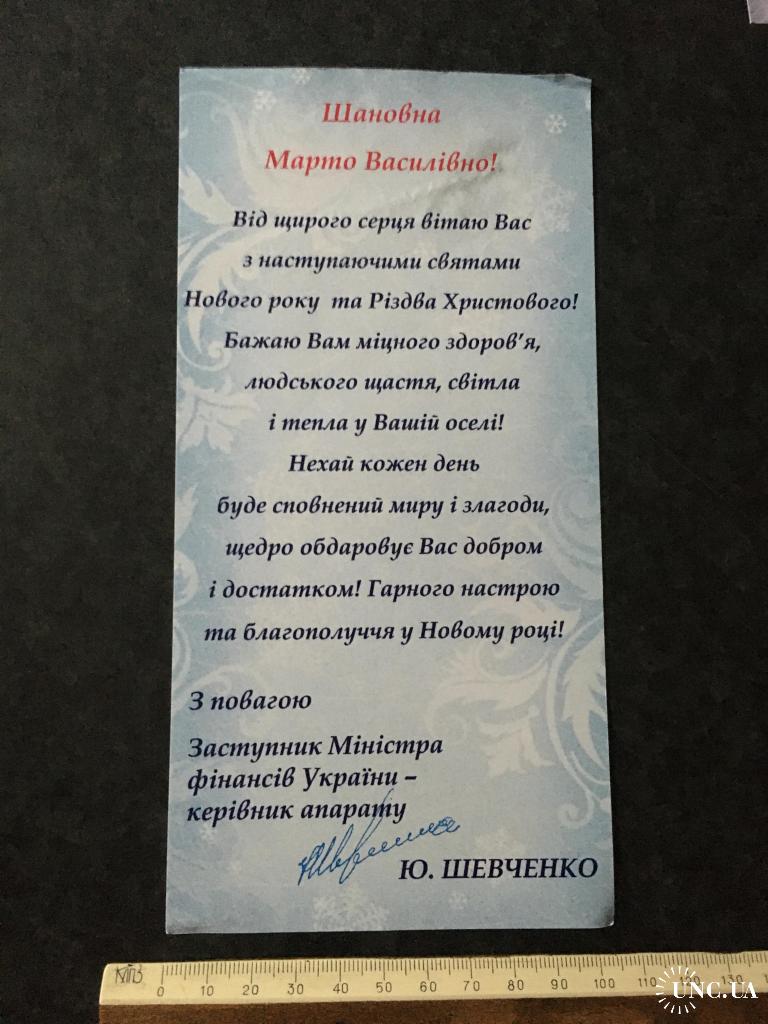 Шановна
Марто Василівно!
Від щирого серця вітаю Вас
з наступаючими святами
Нового року та Різдва Христового!
Бажаю Вам міцного здоров’я,
людського щастя, світла
і тепла у Вашій оселі!
Нехай кожен день
буде сповнений миру і злагоди,
щедро обдаровує Вас добром
і достатком! Гарного настрою
та благополуччя у Новому році!
З повагою
Заступник Міністра
фінансів України –
керівник апарату
Ю. ШЕВЧЕНКО
0 10 20 30 40 50 60 70 80 90 100 110 120 130
UNC.UA